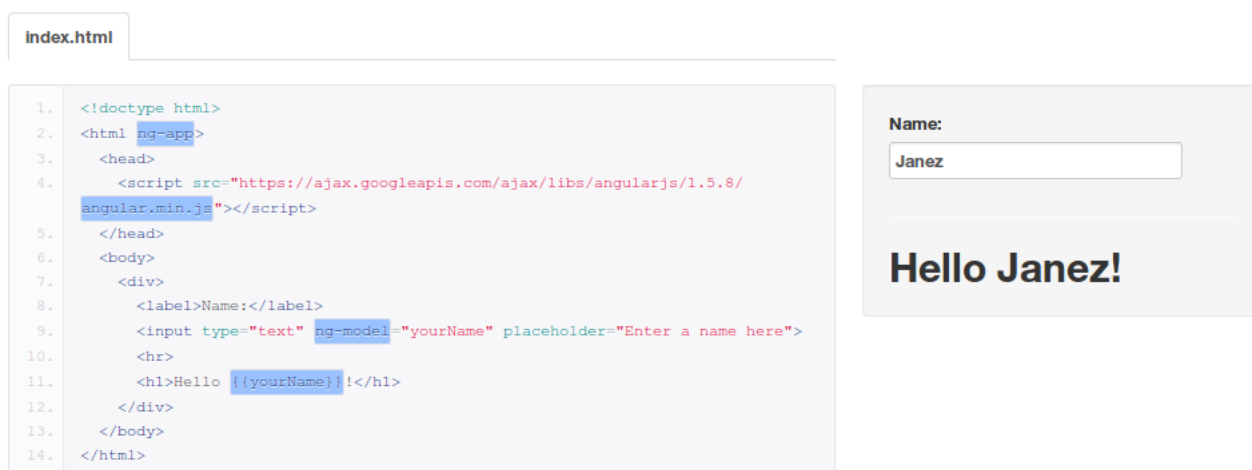 index.html
1. <!doctype html>
2. <html ng-app>
3. <head>
4. <script src="https://ajax.googleapis.com/ajax/libs/angularjs/1.5.8/
angular.min.js"></script>
5. </head>
6. <body>
7. <div>
8. <label>Name:</label>
9. <input type="text" ng-model="yourName" placeholder="Enter a name here">
10. <hr>
11. <h1>Hello {{yourName}}!</h1>
12. </div>
13. </body>
14. </html>
Name:
Janez
Hello Janez!